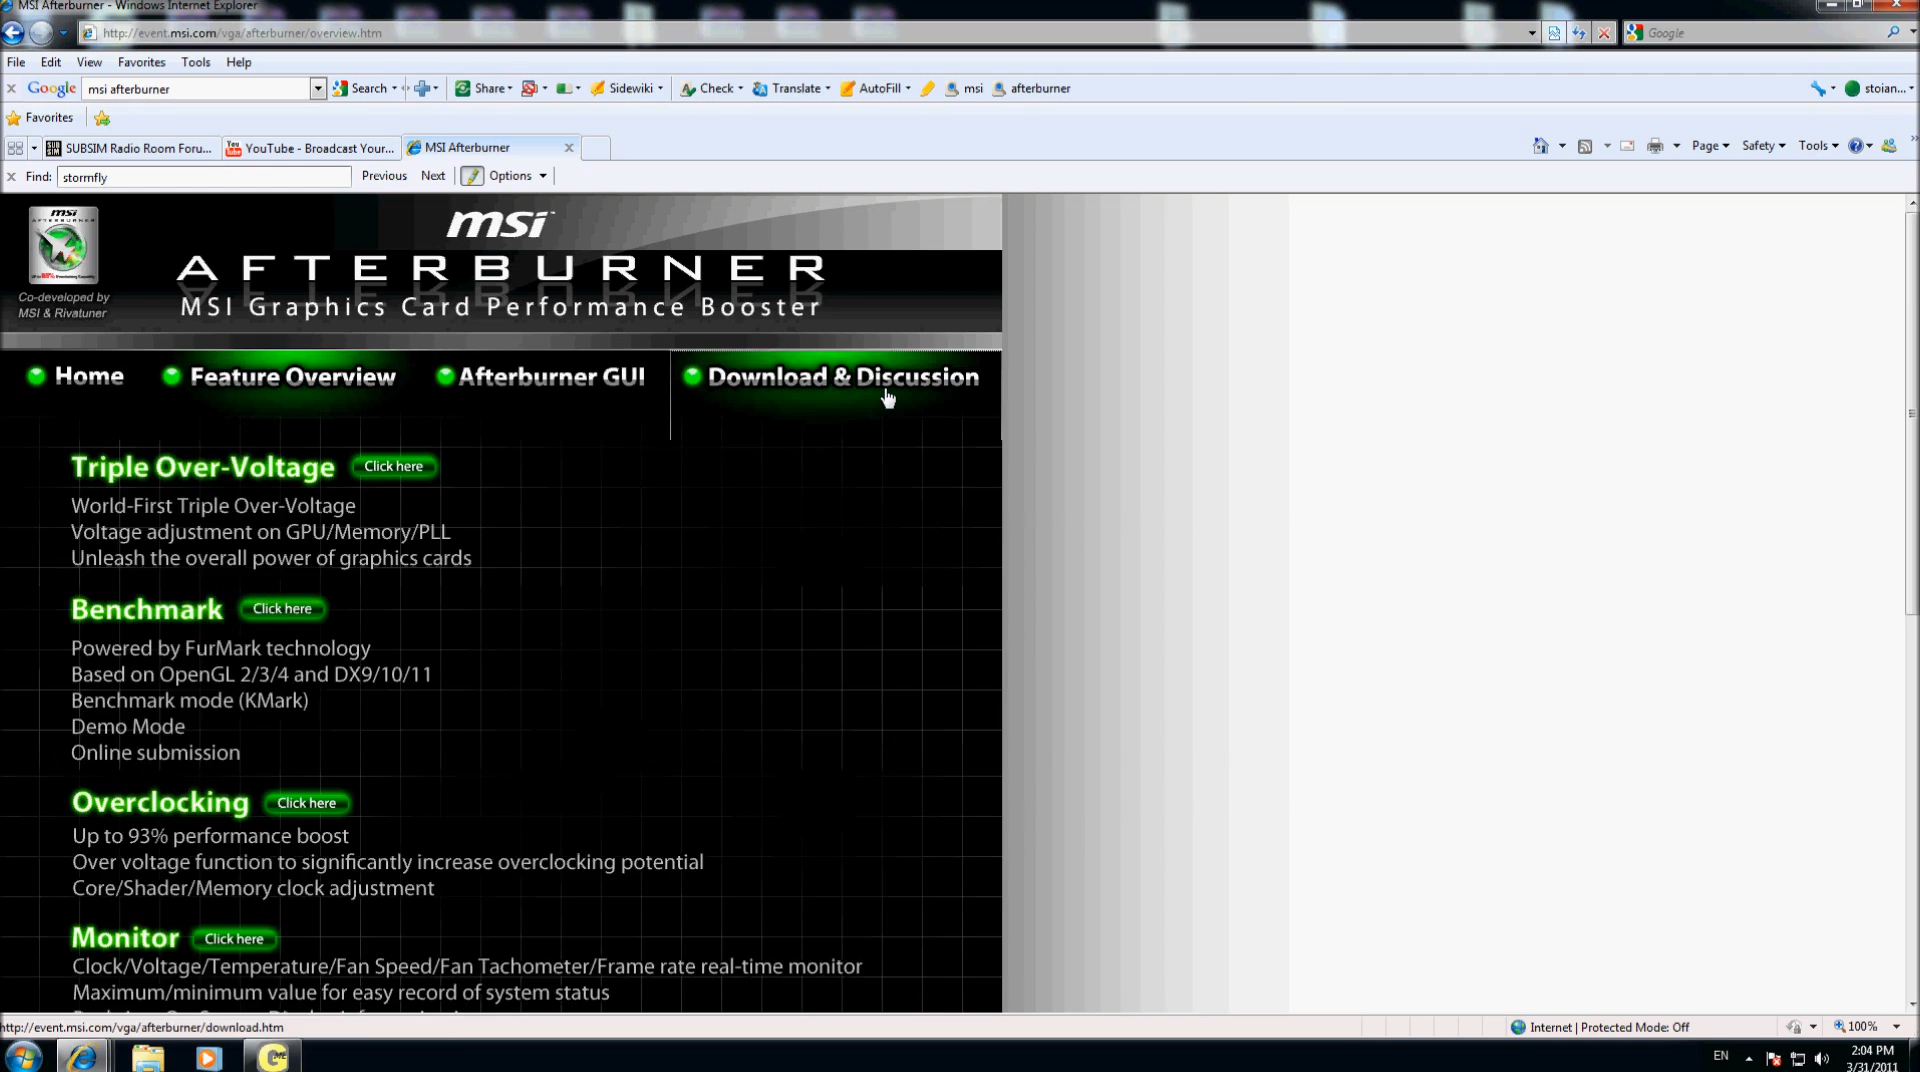 MSI Afterburner - Windows Internet Explorer
http://event.msi.com/vga/afterburner/overview.htm
Google
File Edit View Favorites Tools Help
x Google msi afterburner Search Share Sidewiki Check Translate AutoFill msi afterburner stoian...
Favorites
SUBSIM Radio Room Foru... YouTube - Broadcast Your... MSI Afterburner x Page Safety Tools
x Find: stormfly Previous Next Options
msi
AFTERBURNER
MSI Graphics Card Performance Booster
Co-developed by
MSI & Rivatuner
Home Feature Overview Afterburner GUI Download & Discussion
Triple Over-Voltage Click here
World-First Triple Over-Voltage
Voltage adjustment on GPU/Memory/PLL
Unleash the overall power of graphics cards
Benchmark Click here
Powered by FurMark technology
Based on OpenGL 2/3/4 and DX9/10/11
Benchmark mode (KMark)
Demo Mode
Online submission
Overclocking Click here
Up to 93% performance boost
Over voltage function to significantly increase overclocking potential
Core/Shader/Memory clock adjustment
Monitor Click here
Clock/Voltage/Temperature/Fan Speed/Fan Tachometer/Frame rate real-time monitor
Maximum/minimum value for easy record of system status
http://event.msi.com/vga/afterburner/download.htm
Internet | Protected Mode: Off
100%
EN
2:04 PM
3/31/2011